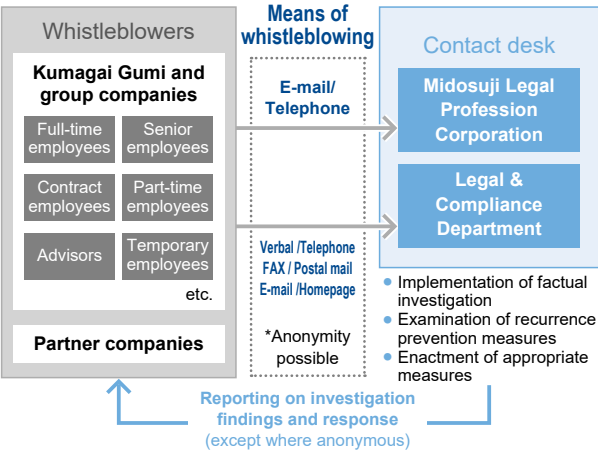 Whistleblowers
Kumagai Gumi and
group companies
Full-time
employees
Senior
employees
Contract
employees
Part-time
employees
Advisors
Temporary
employees
etc.
Partner companies
Means of
whistleblowing
E-mail/
Telephone
Verbal /Telephone
FAX / Postal mail
E-mail /Homepage
*Anonymity
possible
Contact desk
Midosuji Legal
Profession
Corporation
Legal &
Compliance
Department
● Implementation of factual
investigation
● Examination of recurrence
prevention measures
● Enactment of appropriate
measures
Reporting on investigation
findings and response
(except where anonymous)